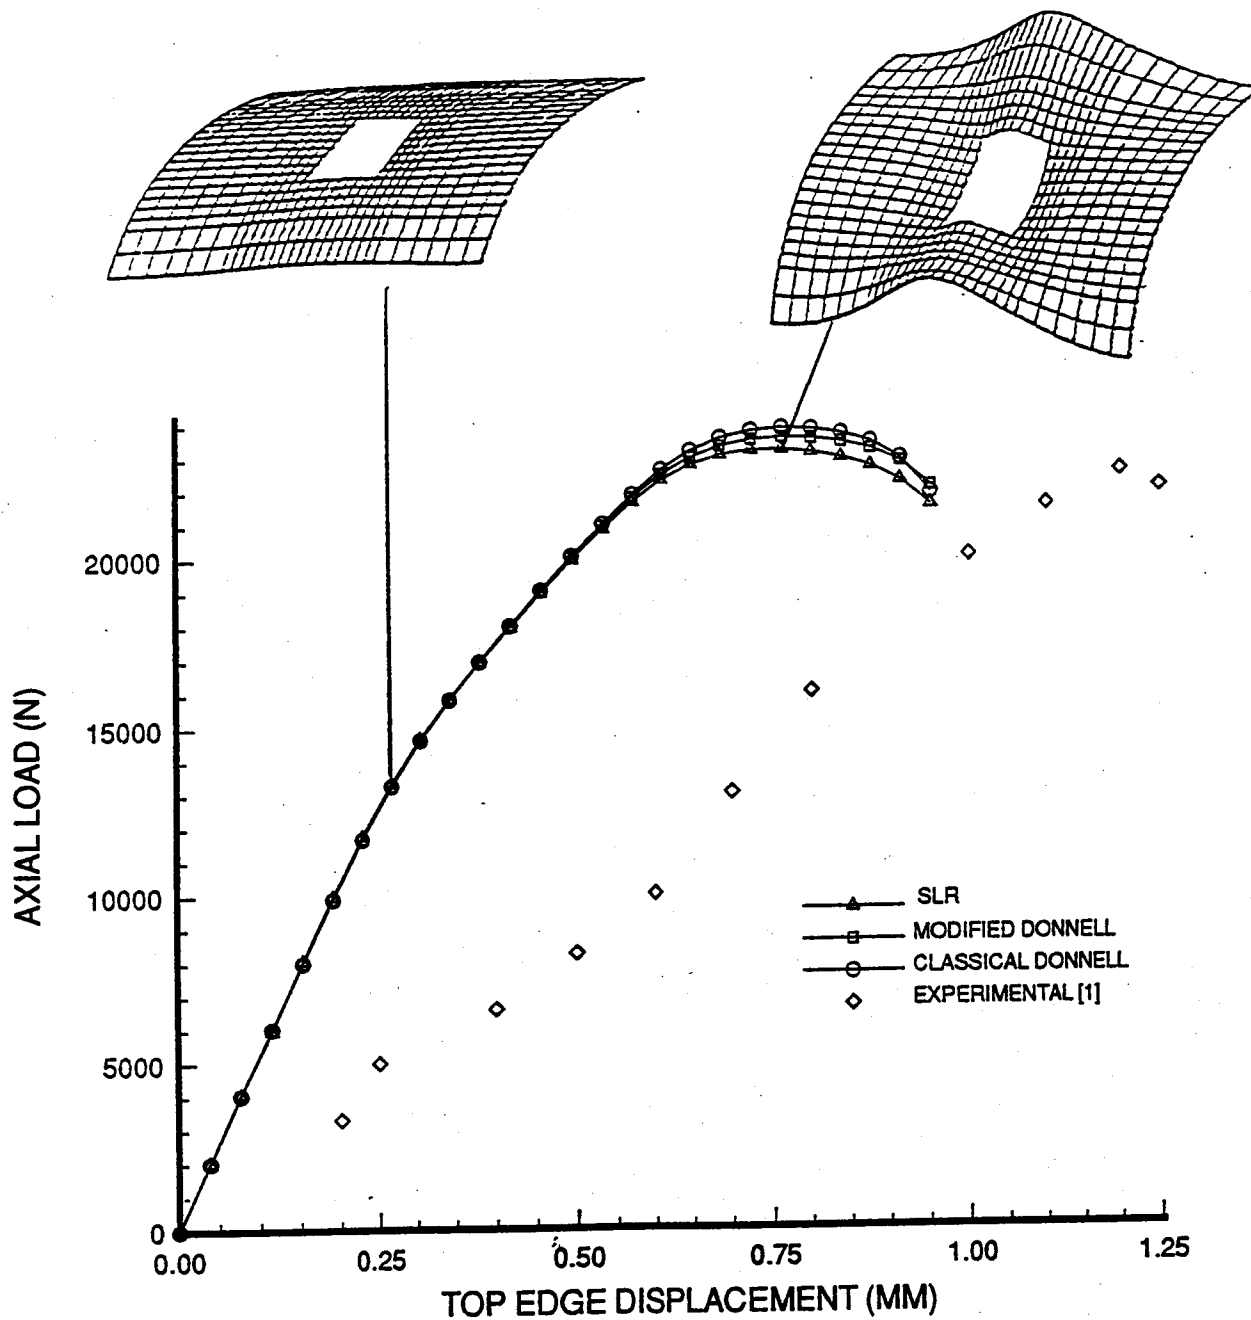 20000
15000
10000
5000
0
AXIAL LOAD (N)
SLR
MODIFIED DONNELL
CLASSICAL DONNELL
EXPERIMENTAL [1]
0.00 0.25 0.50 0.75 1.00 1.25
TOP EDGE DISPLACEMENT (MM)